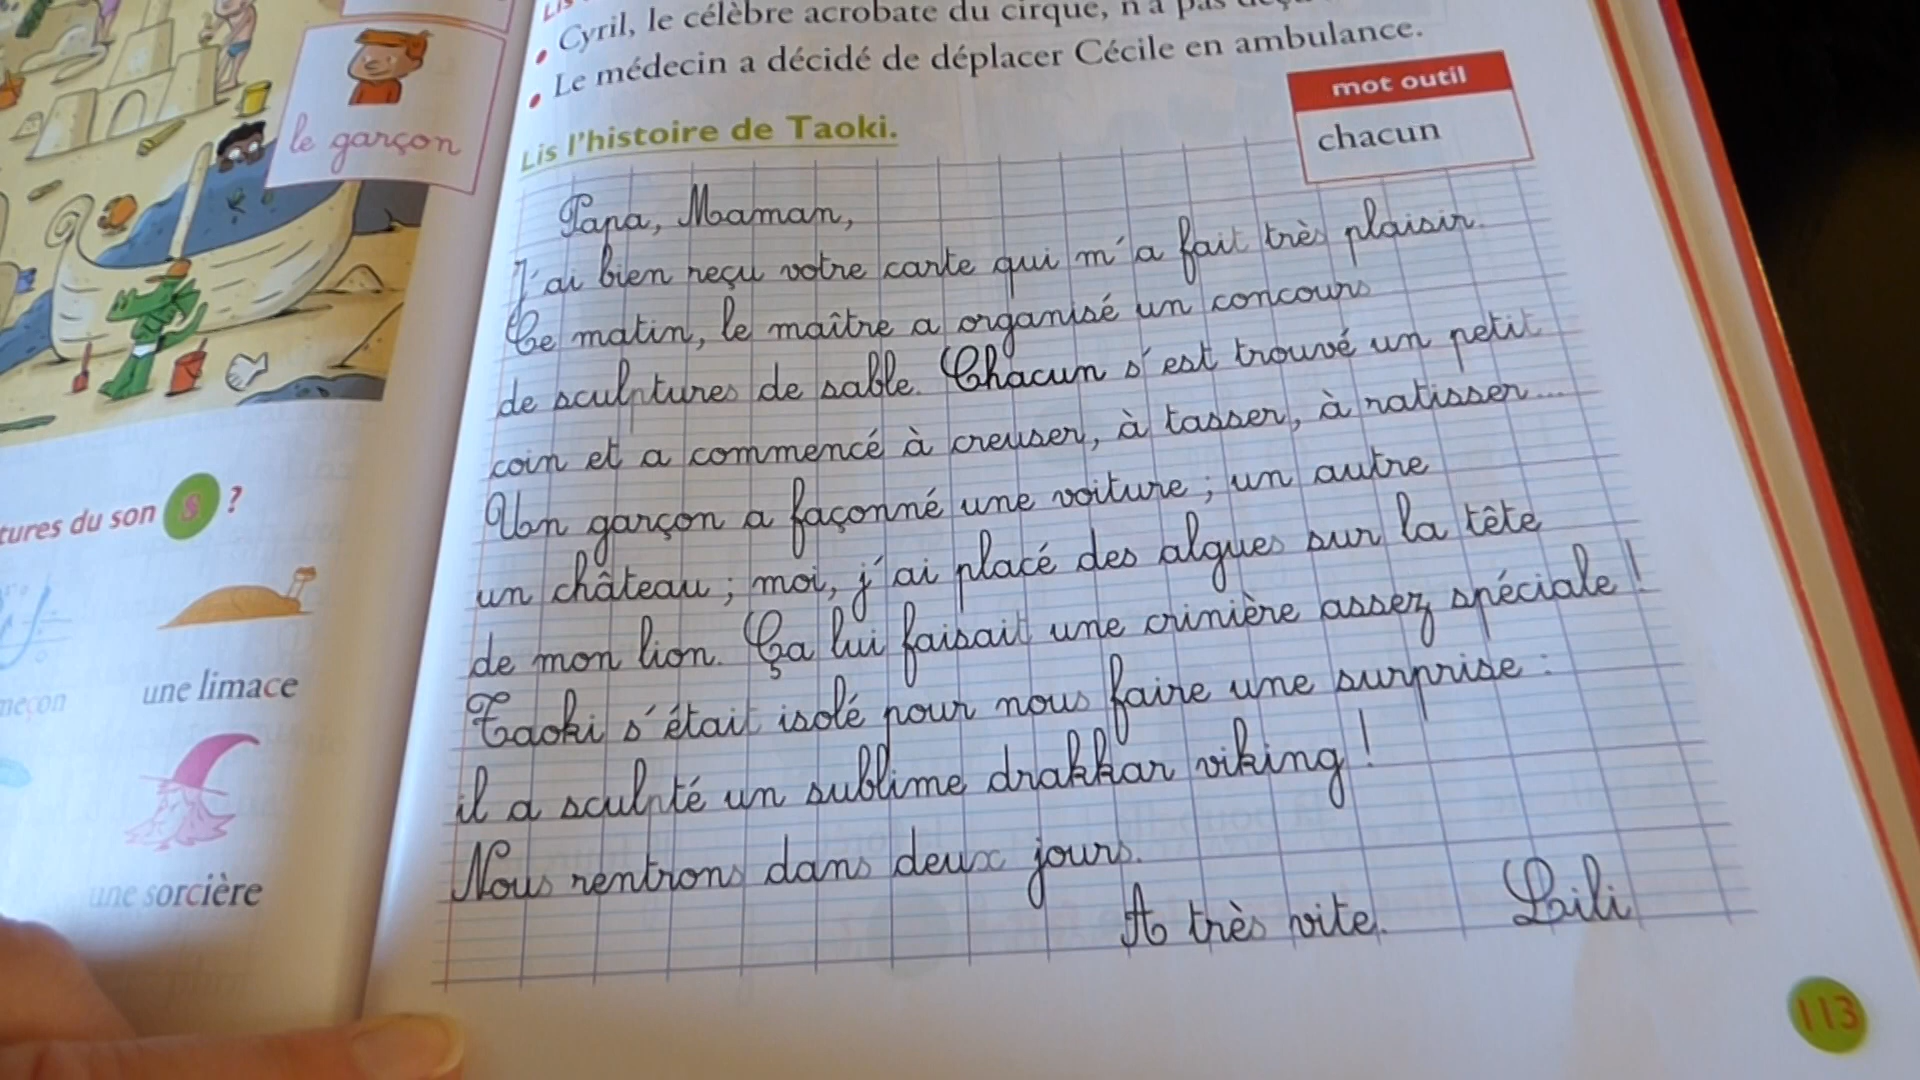 le garçon
tures du son s ?
une limace
une sorcière
Cyril, le célèbre acrobate du cirque, n'a pas
Le médecin a décidé de déplacer Cécile en ambulance.
mot outil
chacun
Lis l'histoire de Taoki.
Papa, Maman,
J'ai bien reçu votre carte qui m'a fait très plaisir.
Ce matin, le maître a organisé un concours
de sculptures de sable. Chacun s'est trouvé un petit
coin et a commencé à creuser, à tasser, à ratisser...
Un garçon a façonné une voiture ; un autre
un château ; moi, j'ai placé des algues sur la tête
de mon lion. Ça lui faisait une crinière assez spéciale !
Taoki s'était isolé pour nous faire une surprise :
il a sculpté un sublime drakkar viking !
Nous rentrons dans deux jours.
A très vite. Lili
113